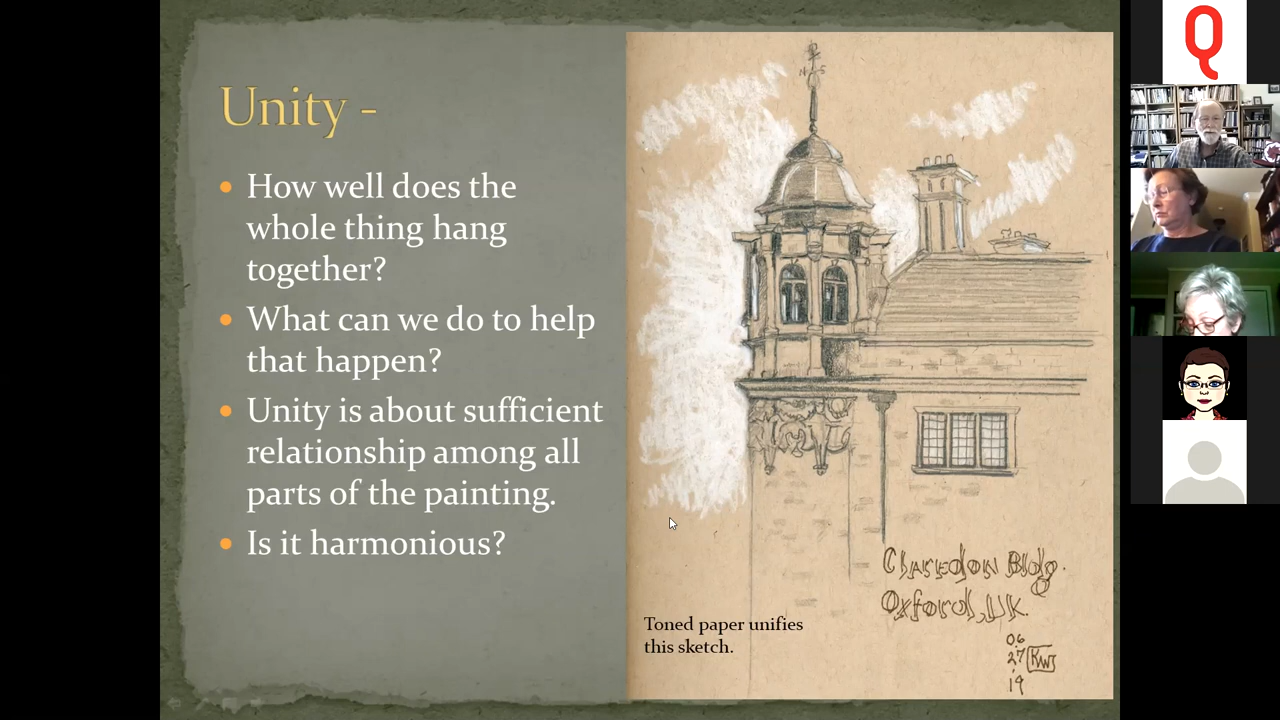 Unity -
• How well does the
whole thing hang
together?
• What can we do to help
that happen?
• Unity is about sufficient
relationship among all
parts of the painting.
• Is it harmonious?
N S
Claredon Bldg.
Oxford, UK.
Toned paper unifies
this sketch.
06
27
19
KW
Q